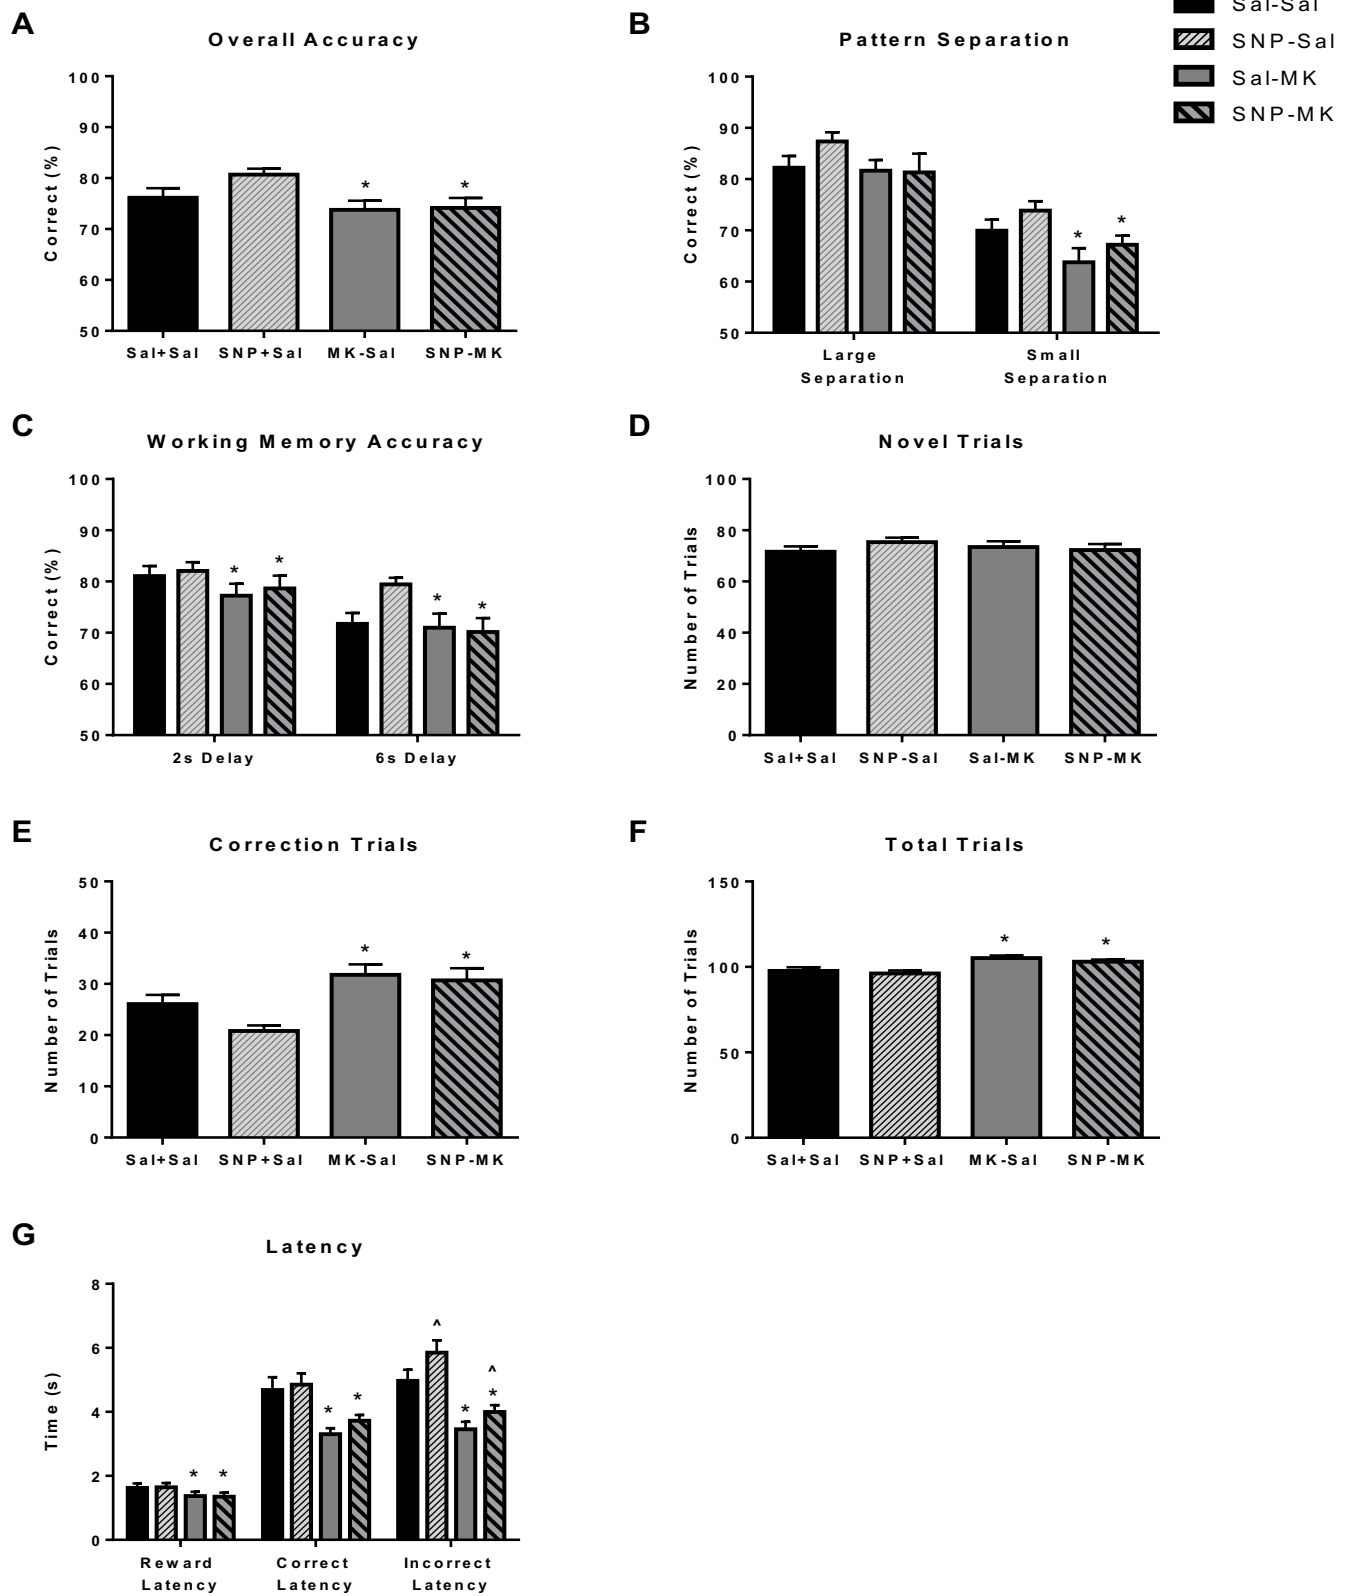 A
Overall Accuracy
Correct (%)
100
90
80
70
60
50
* *
Sal+Sal SNP+Sal MK-Sal SNP-MK
B
Pattern Separation
Correct (%)
100
90
80
70
60
50
* *
Large Separation
Small Separation
Sal-Sal
SNP-Sal
Sal-MK
SNP-MK
C
Working Memory Accuracy
Correct (%)
100
90
80
70
60
50
* * * *
2s Delay 6s Delay
D
Novel Trials
Number of Trials
100
80
60
40
20
0
Sal+Sal SNP-Sal Sal-MK SNP-MK
E
Correction Trials
Number of Trials
50
40
30
20
10
0
* *
Sal+Sal SNP+Sal MK-Sal SNP-MK
F
Total Trials
Number of Trials
150
100
50
0
* *
Sal+Sal SNP+Sal MK-Sal SNP-MK
G
Latency
Time (s)
8
6
4
2
0
* * * * ^ * ^ *
Reward Latency
Correct Latency
Incorrect Latency